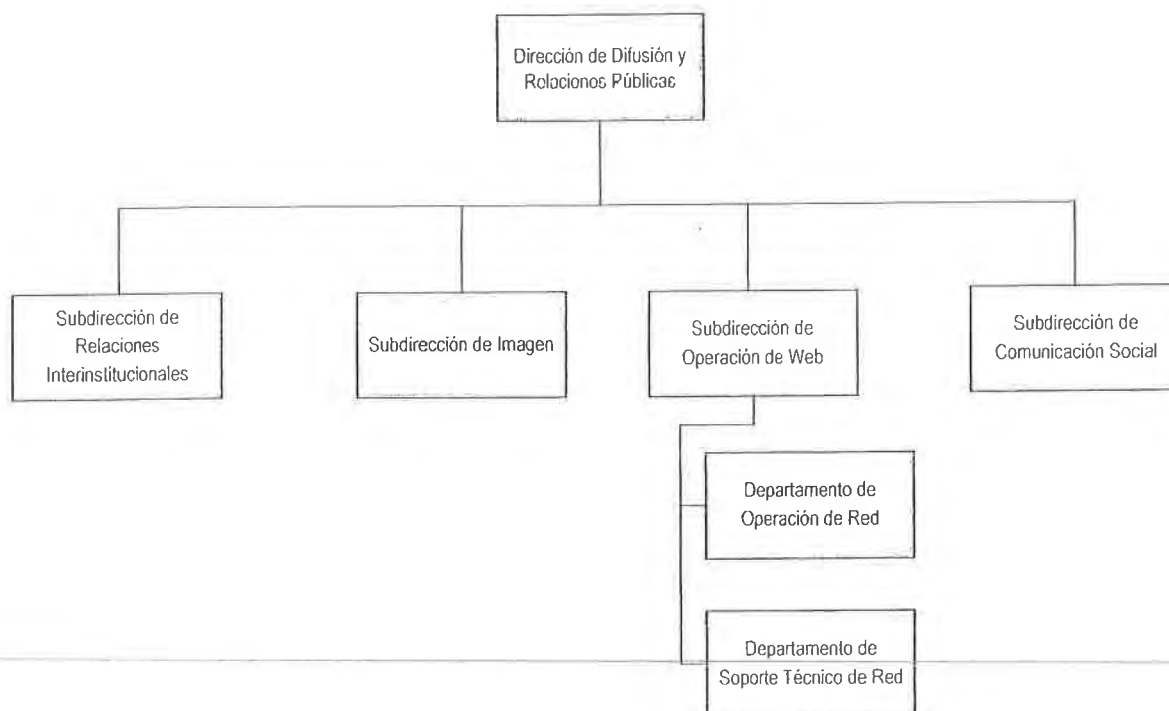 Dirección de Difusión y
Relaciones Públicas
Subdirección de
Relaciones
Interinstitucionales
Subdirección de Imagen
Subdirección de
Operación de Web
Subdirección de
Comunicación Social
Departamento de
Operación de Red
Departamento de
Soporte Técnico de Red